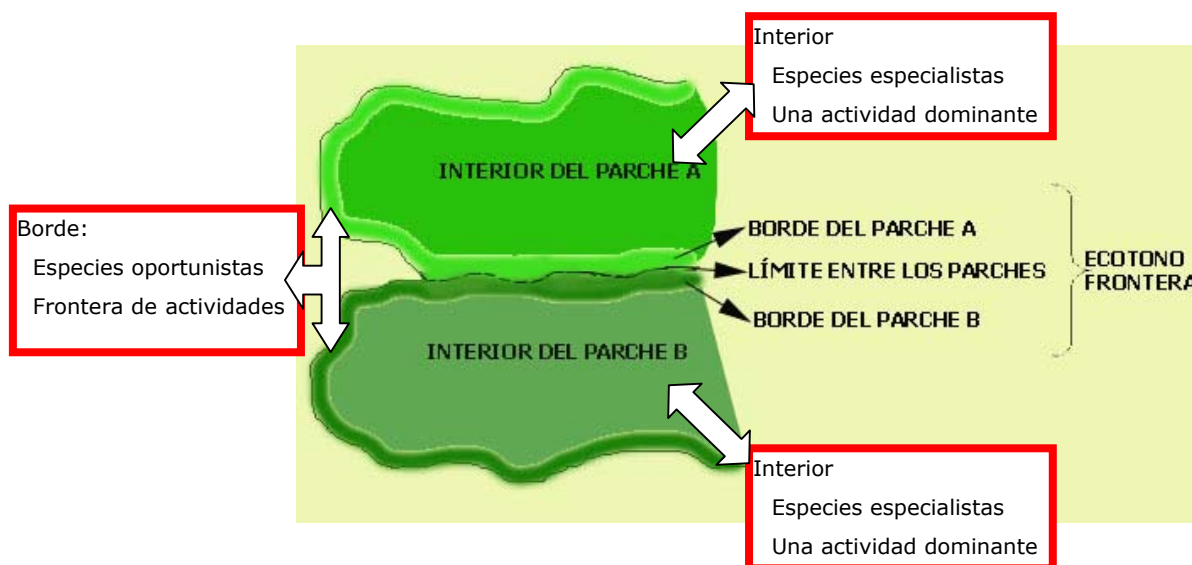 Interior
Especies especialistas
Una actividad dominante
INTERIOR DEL PARCHE A
Borde:
Especies oportunistas
Frontera de actividades
BORDE DEL PARCHE A
LÍMITE ENTRE LOS PARCHES
BORDE DEL PARCHE B
ECOTONO
FRONTERA
INTERIOR DEL PARCHE B
Interior
Especies especialistas
Una actividad dominante